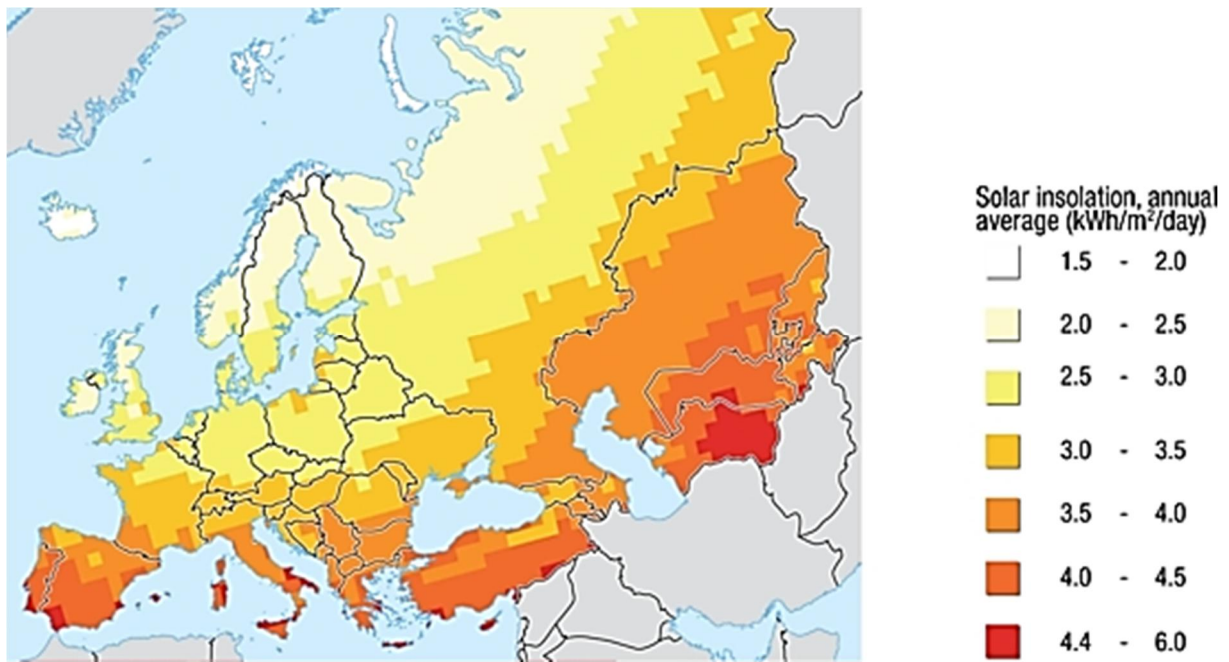 Solar insolation, annual
average (kWh/m²/day)
1.5 - 2.0
2.0 - 2.5
2.5 - 3.0
3.0 - 3.5
3.5 - 4.0
4.0 - 4.5
4.4 - 6.0